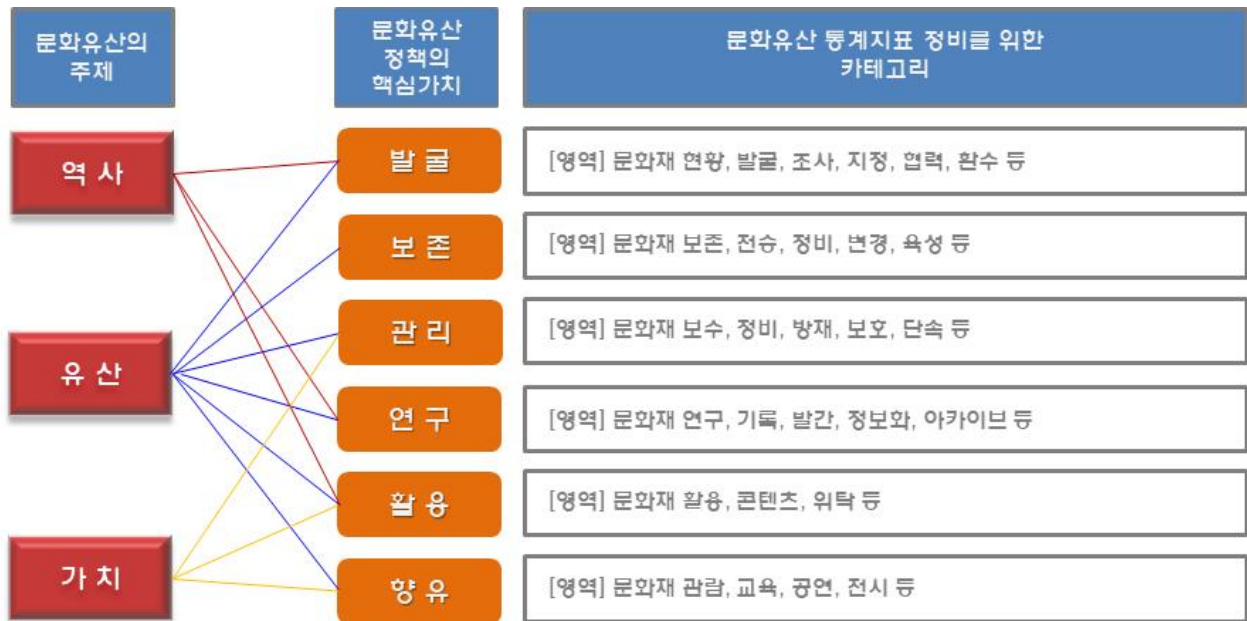 문화유산의
주제
문화유산
정책의
핵심가치
문화유산 통계지표 정비를 위한
카테고리
역 사
발 굴
[영역] 문화재 현황, 발굴, 조사, 지정, 협력, 환수 등
보 존
[영역] 문화재 보존, 전승, 정비, 변경, 육성 등
관 리
[영역] 문화재 보수, 정비, 방재, 보호, 단속 등
유 산
연 구
[영역] 문화재 연구, 기록, 발간, 정보화, 아카이브 등
활 용
[영역] 문화재 활용, 콘텐츠, 위탁 등
가 치
향 유
[영역] 문화재 관람, 교육, 공연, 전시 등